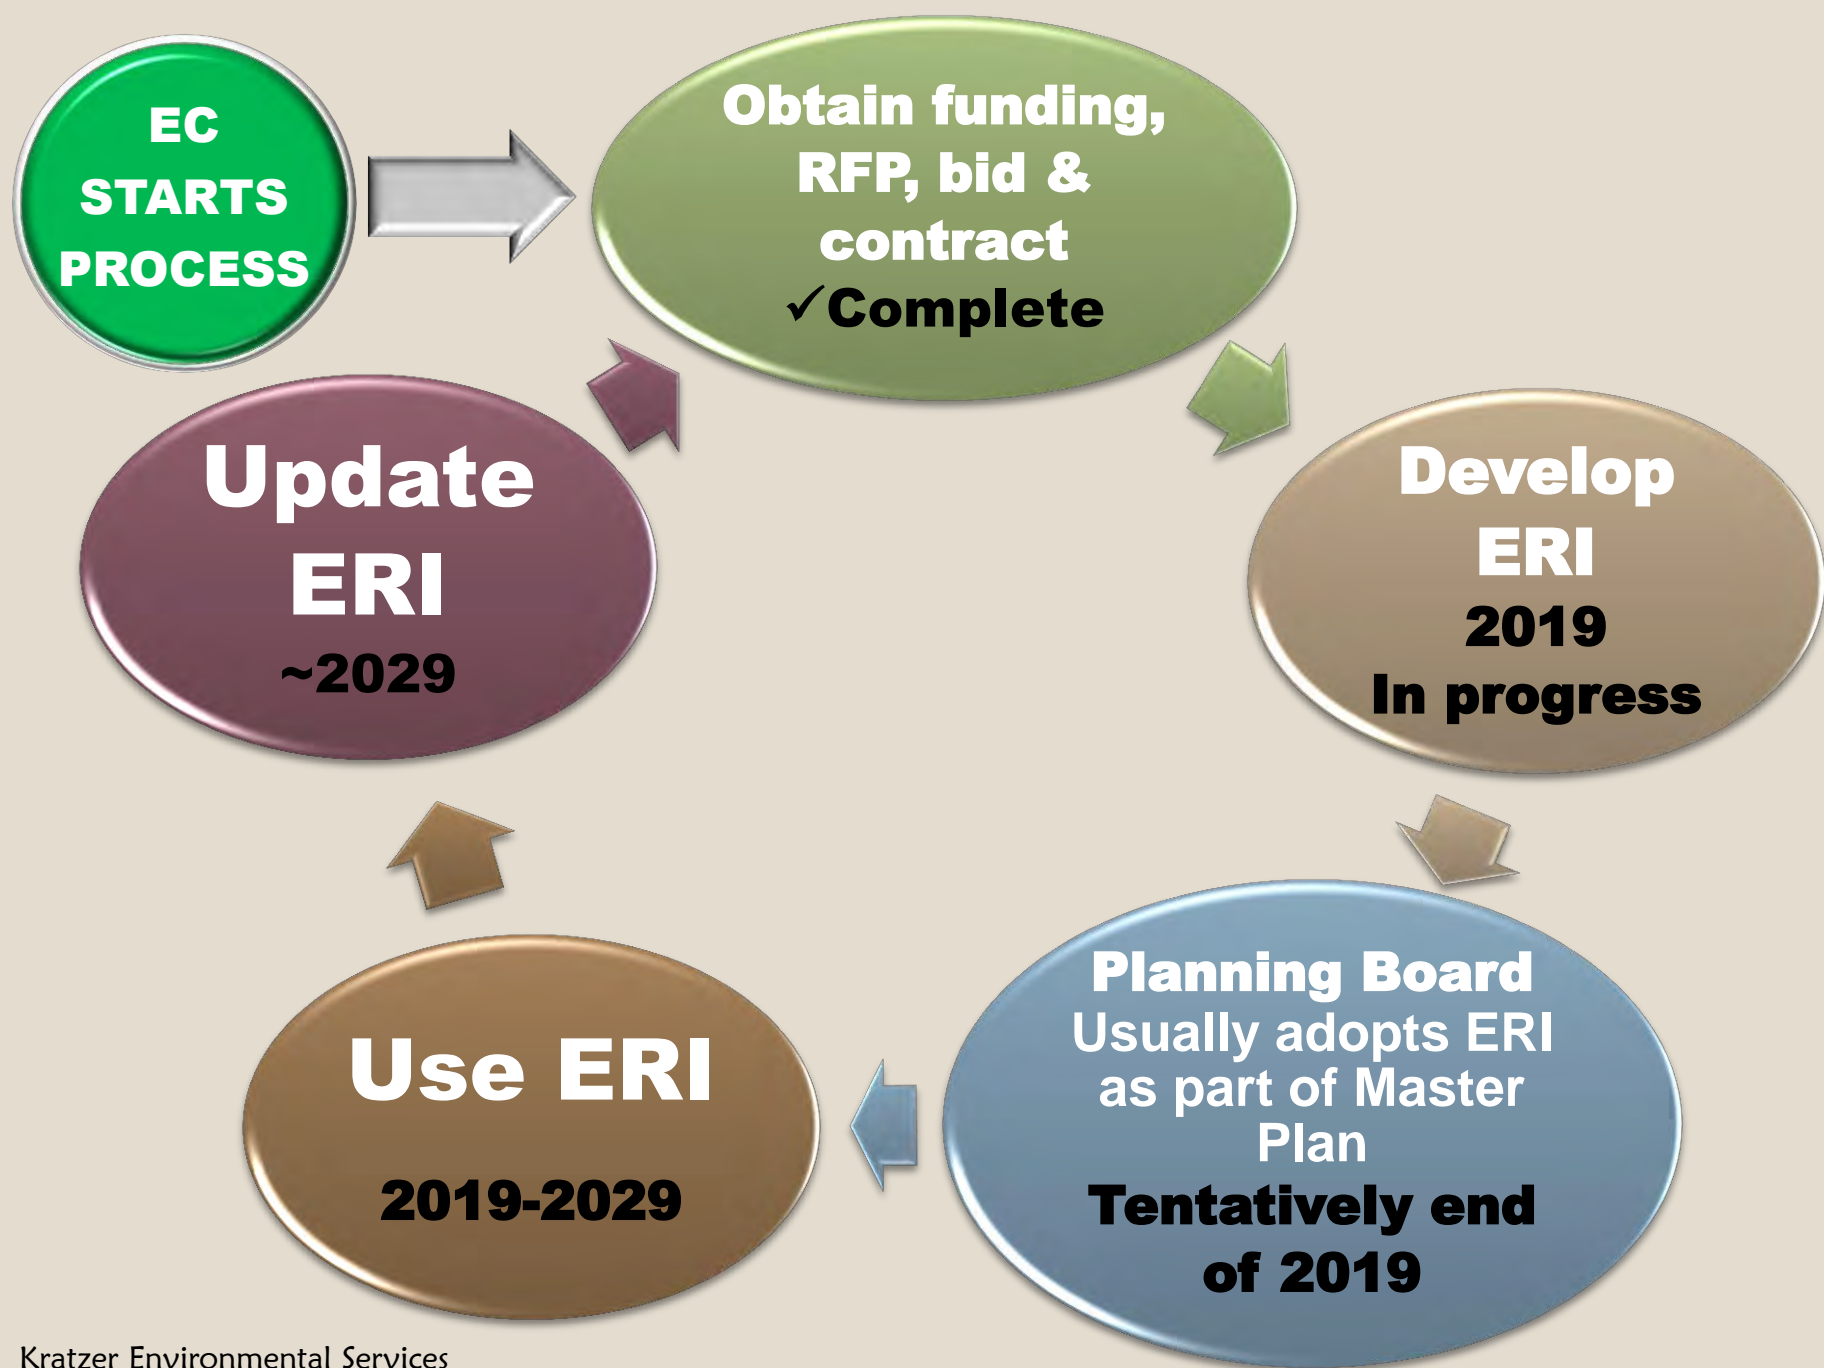 EC
STARTS
PROCESS
Obtain funding,
RFP, bid &
contract
✓Complete
Develop
ERI
2019
In progress
Planning Board
Usually adopts ERI
as part of Master
Plan
Tentatively end
of 2019
Use ERI
2019-2029
Update
ERI
~2029
Kratzer Environmental Services